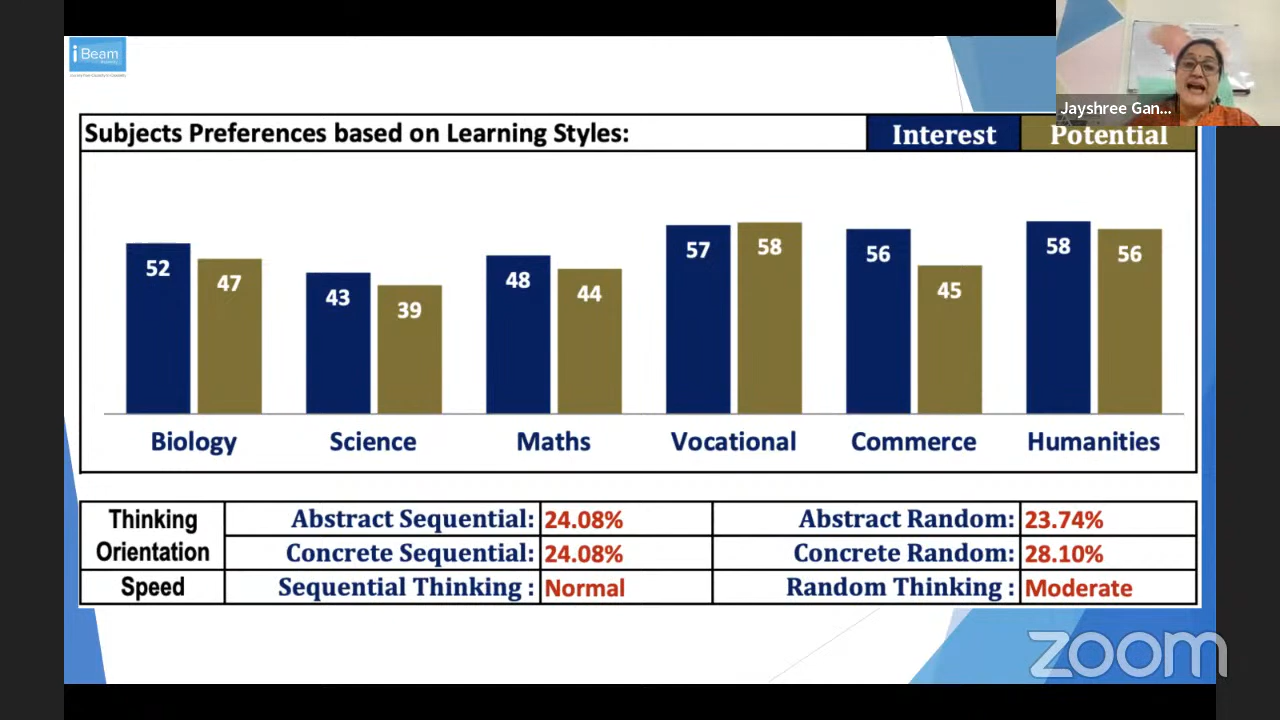 i Beam
Jayshree Gan...
Subjects Preferences based on Learning Styles:
Interest
Potential
52
47
43
39
48
44
57
58
56
45
58
56
Biology
Science
Maths
Vocational
Commerce
Humanities
Thinking Orientation
Abstract Sequential: 24.08%
Abstract Random: 23.74%
Concrete Sequential: 24.08%
Concrete Random: 28.10%
Speed
Sequential Thinking : Normal
Random Thinking : Moderate
zoom